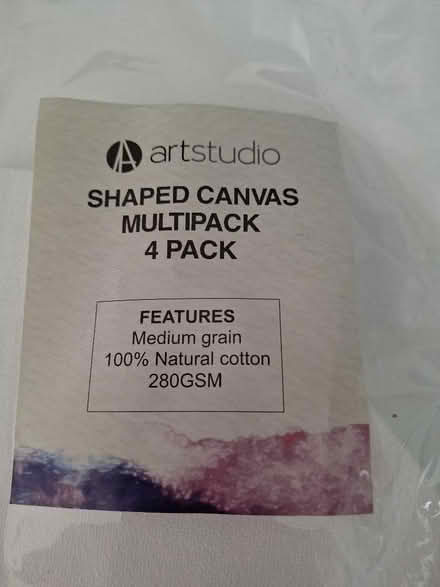 artstudio
SHAPED CANVAS
MULTIPACK
4 PACK
FEATURES
Medium grain
100% Natural cotton
280GSM